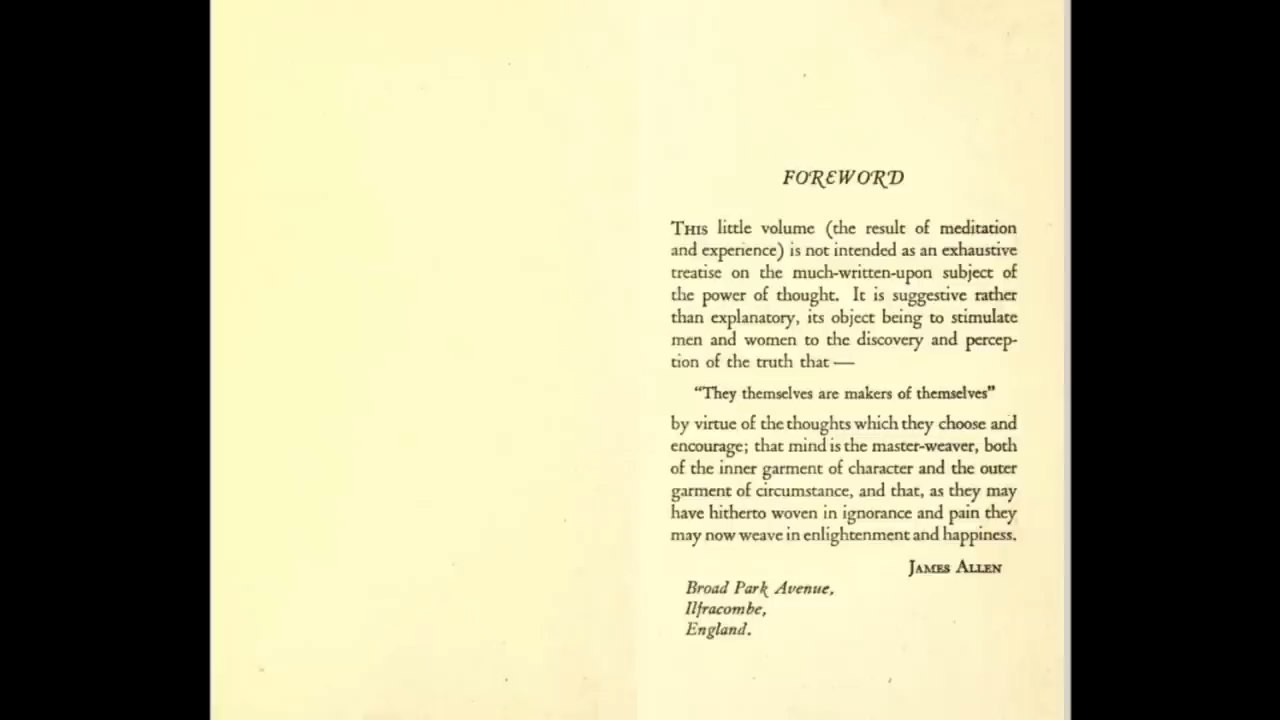 FOREWORD
THIS little volume (the result of meditation
and experience) is not intended as an exhaustive
treatise on the much-written-upon subject of
the power of thought. It is suggestive rather
than explanatory, its object being to stimulate
men and women to the discovery and percep-
tion of the truth that —
“They themselves are makers of themselves”
by virtue of the thoughts which they choose and
encourage; that mind is the master-weaver, both
of the inner garment of character and the outer
garment of circumstance, and that, as they may
have hitherto woven in ignorance and pain they
may now weave in enlightenment and happiness.
JAMES ALLEN
Broad Park Avenue,
Ilfracombe,
England.